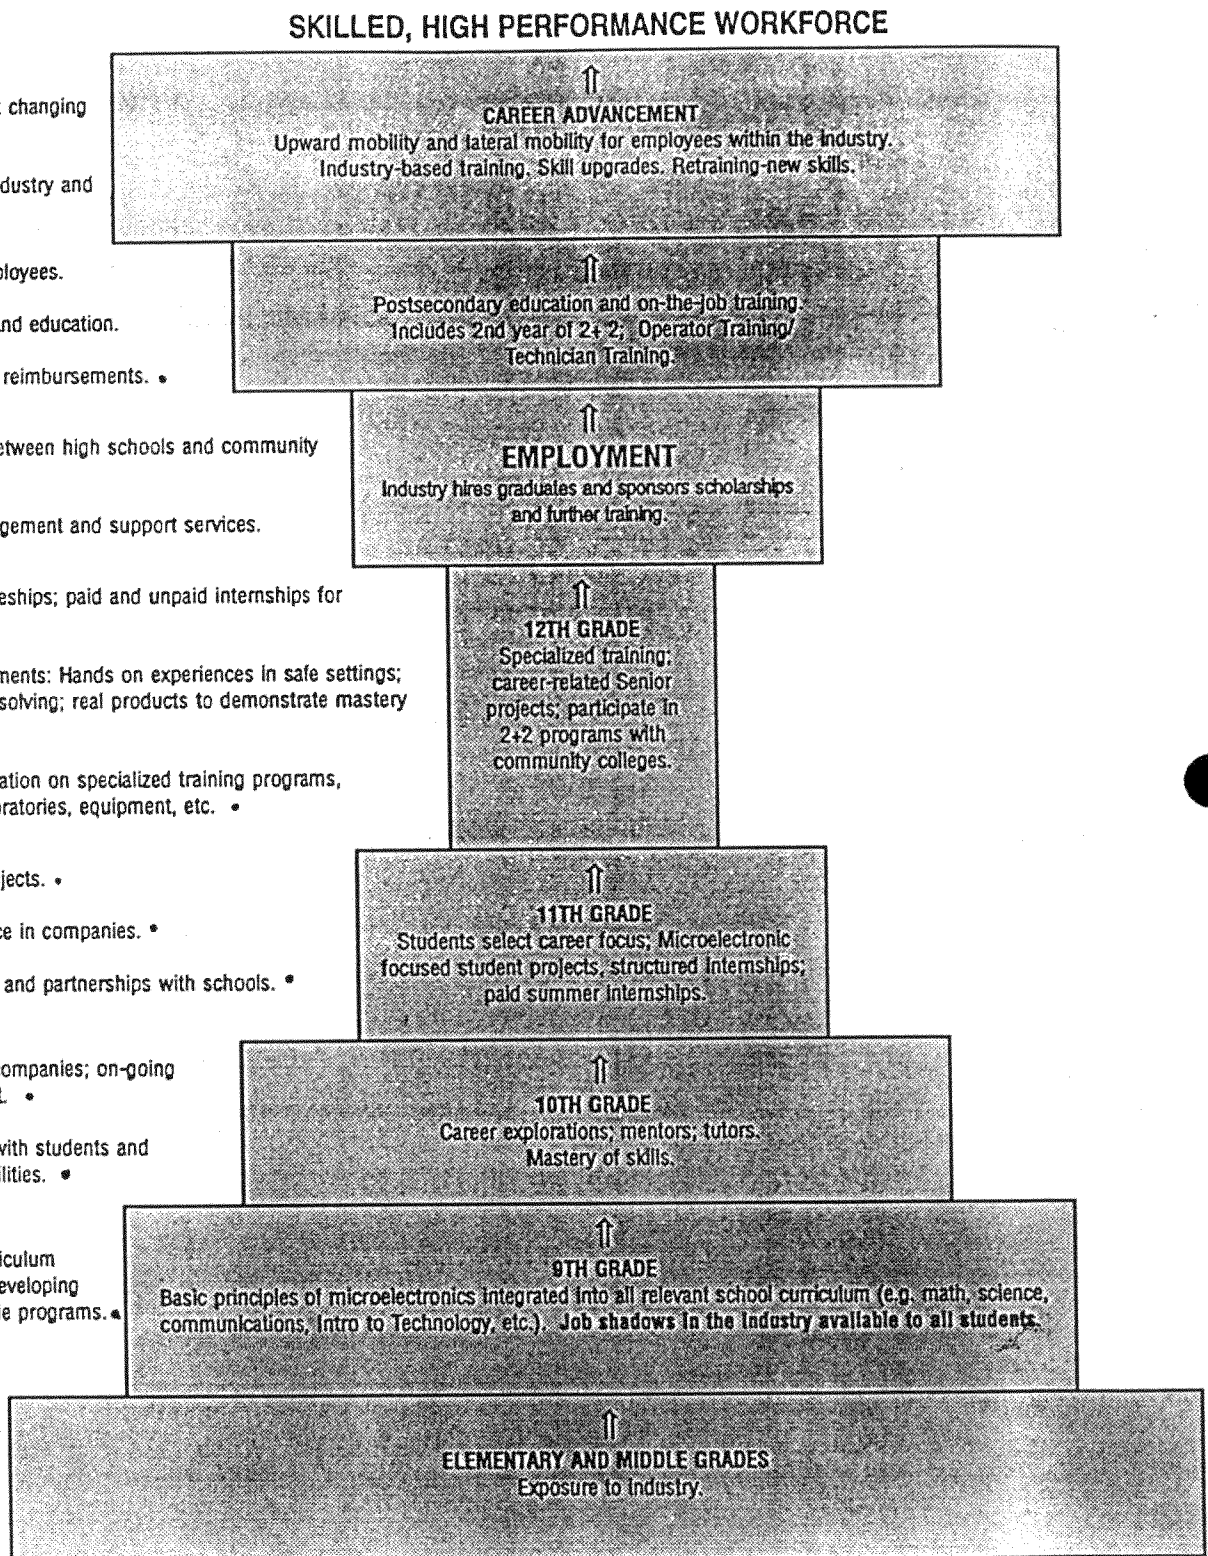 SKILLED, HIGH PERFORMANCE WORKFORCE
changing
CAREER ADVANCEMENT
Upward mobility and lateral mobility for employees within the industry.
Industry-based training. Skill upgrades. Retraining-new skills.
dustry and
ployees.
nd education.
reimbursements. •
Postsecondary education and on-the-job training.
Includes 2nd year of 2+2; Operator Training/
Technician Training.
etween high schools and community
gement and support services.
EMPLOYMENT
Industry hires graduates and sponsors scholarships
and further training.
eships; paid and unpaid internships for
ments: Hands on experiences in safe settings;
solving; real products to demonstrate mastery
ation on specialized training programs,
oratories, equipment, etc. •
12TH GRADE
Specialized training;
career-related Senior
projects; participate in
2+2 programs with
community colleges.
jects. •
ce in companies. •
and partnerships with schools. •
11TH GRADE
Students select career focus; Microelectronic
focused student projects, structured internships;
paid summer internships.
ompanies; on-going
t. •
with students and
ilities. •
10TH GRADE
Career explorations; mentors; tutors.
Mastery of skills.
iculum
eveloping
le programs. •
9TH GRADE
Basic principles of microelectronics integrated into all relevant school curriculum (e.g. math, science,
communications, Intro to Technology, etc.). Job shadows in the industry available to all students.
ELEMENTARY AND MIDDLE GRADES
Exposure to industry.